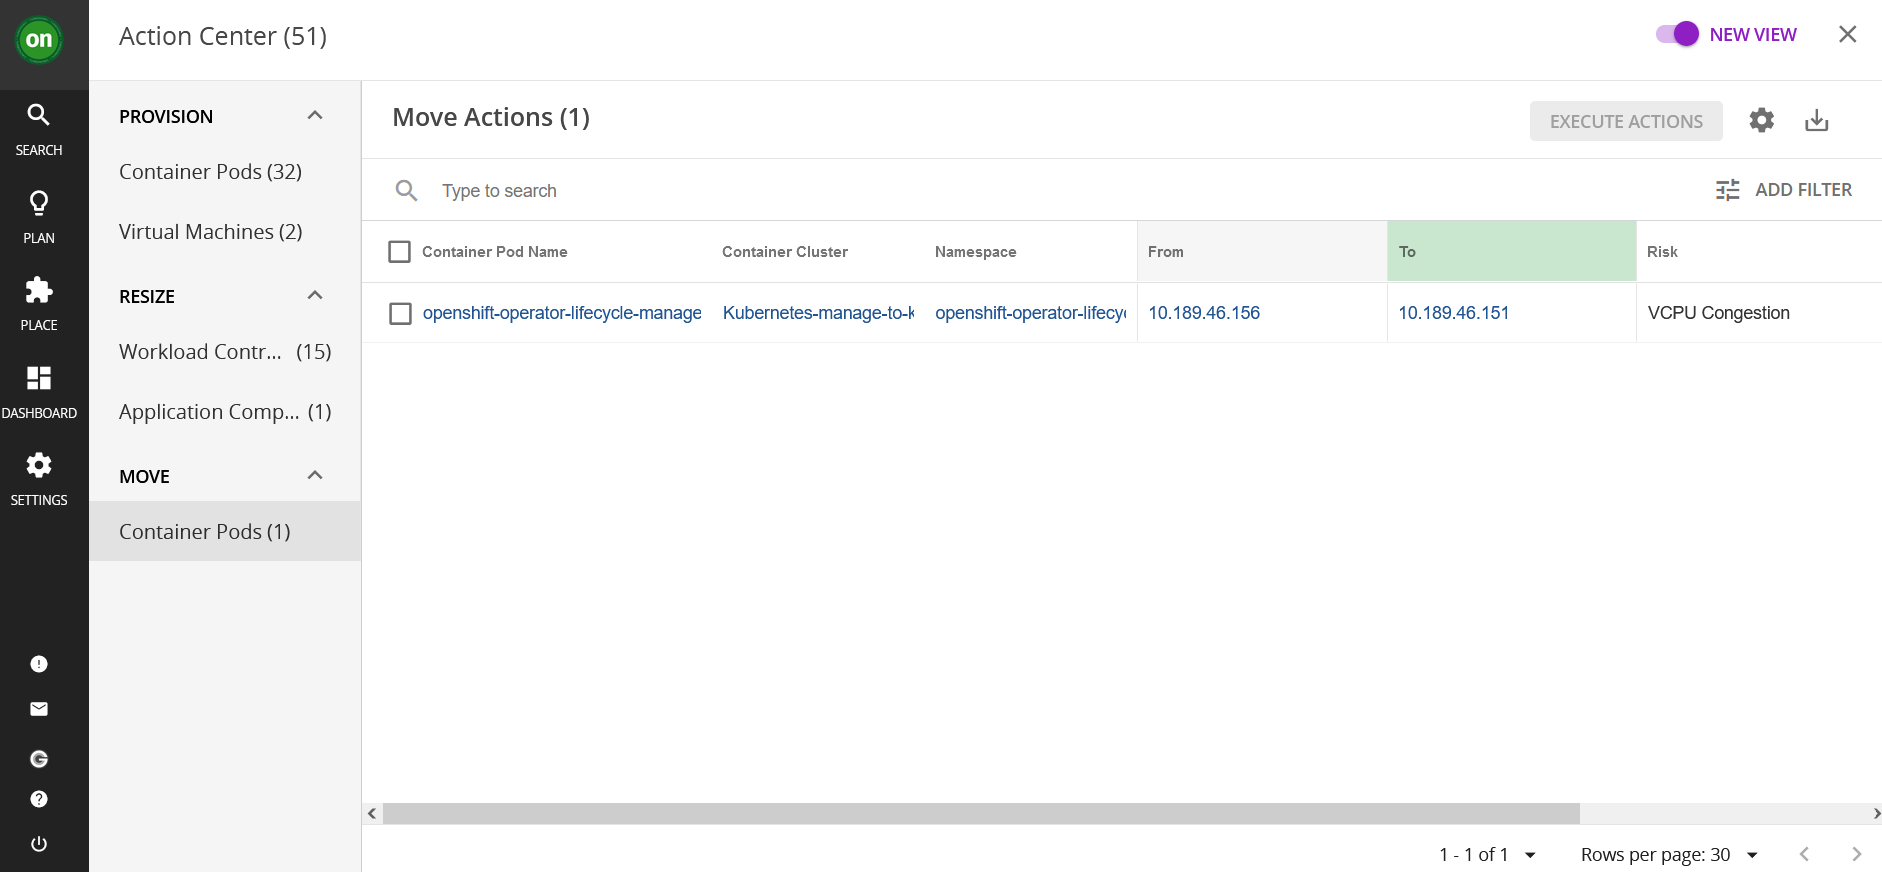 on
Action Center (51)
NEW VIEW
SEARCH
PLAN
PLACE
DASHBOARD
SETTINGS
PROVISION
Container Pods (32)
Virtual Machines (2)
RESIZE
Workload Contr... (15)
Application Comp... (1)
MOVE
Container Pods (1)
Move Actions (1)
EXECUTE ACTIONS
Type to search
ADD FILTER
Container Pod Name Container Cluster Namespace From To Risk
openshift-operator-lifecycle-manage Kubernetes-manage-to-k openshift-operator-lifecy 10.189.46.156 10.189.46.151 VCPU Congestion
1 - 1 of 1 Rows per page: 30